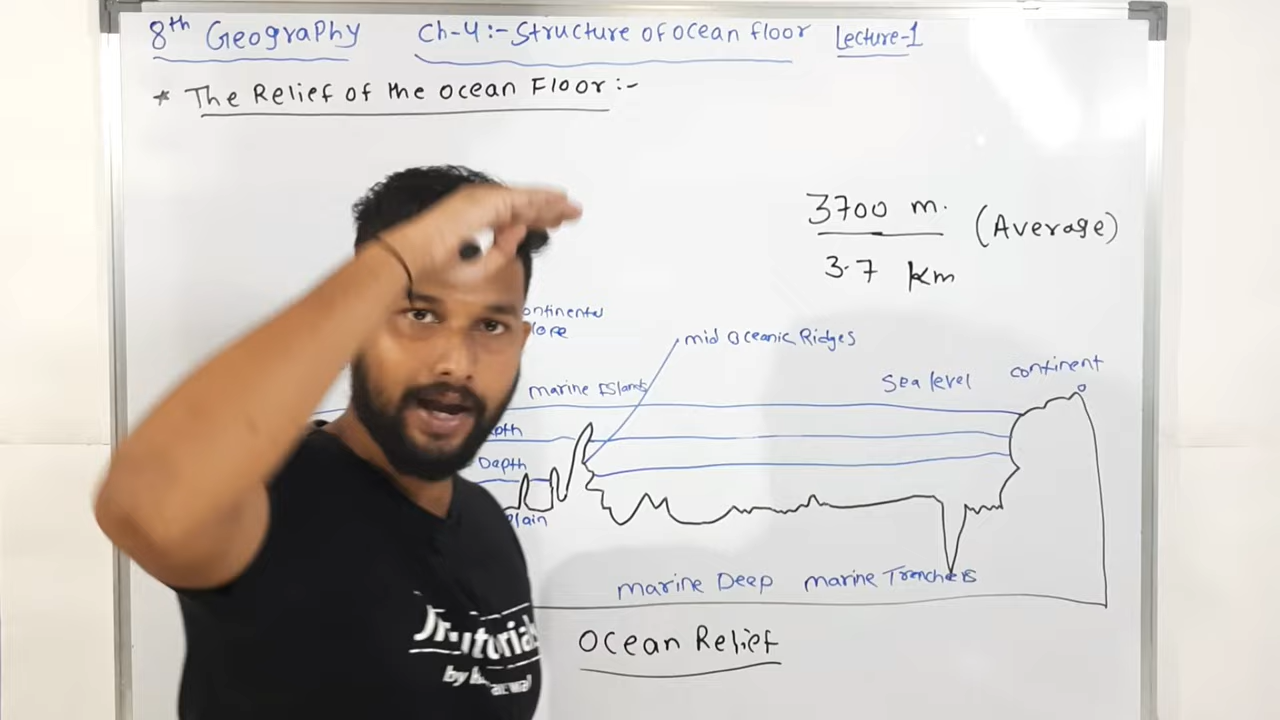 8th Geography Ch-4:- Structure of ocean floor Lecture-1
* The Relief of the ocean Floor:-
3700 m. (Average)
3.7 km
mid Oceanic Ridges
marine Islands
Sea level
continent
Depth
marine Deep marine Trenches
Ocean Relief
by